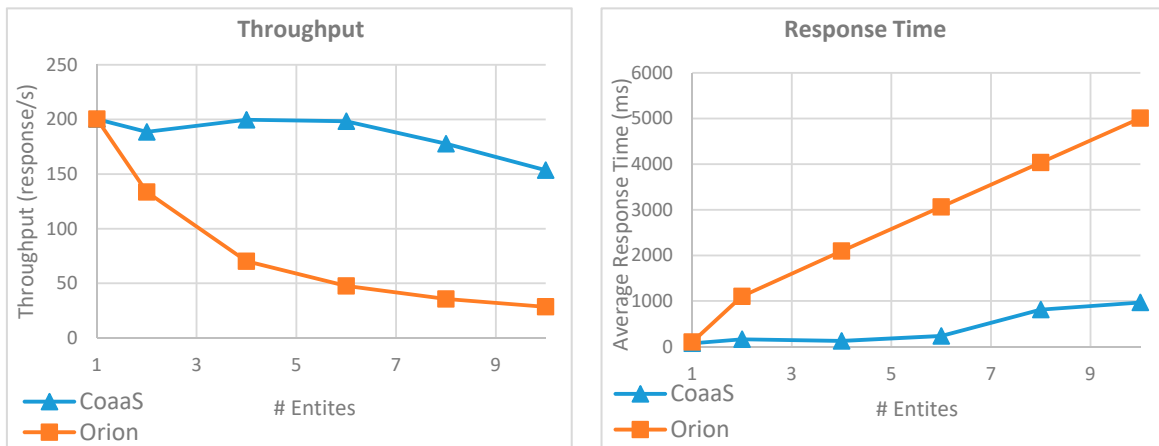 Throughput
Throughput (response/s)
250
200
150
100
50
0
1 3 5 7 9
# Entites
CoaaS
Orion
Response Time
Average Response Time (ms)
6000
5000
4000
3000
2000
1000
0
1 3 5 7 9
# Entites
CoaaS
Orion